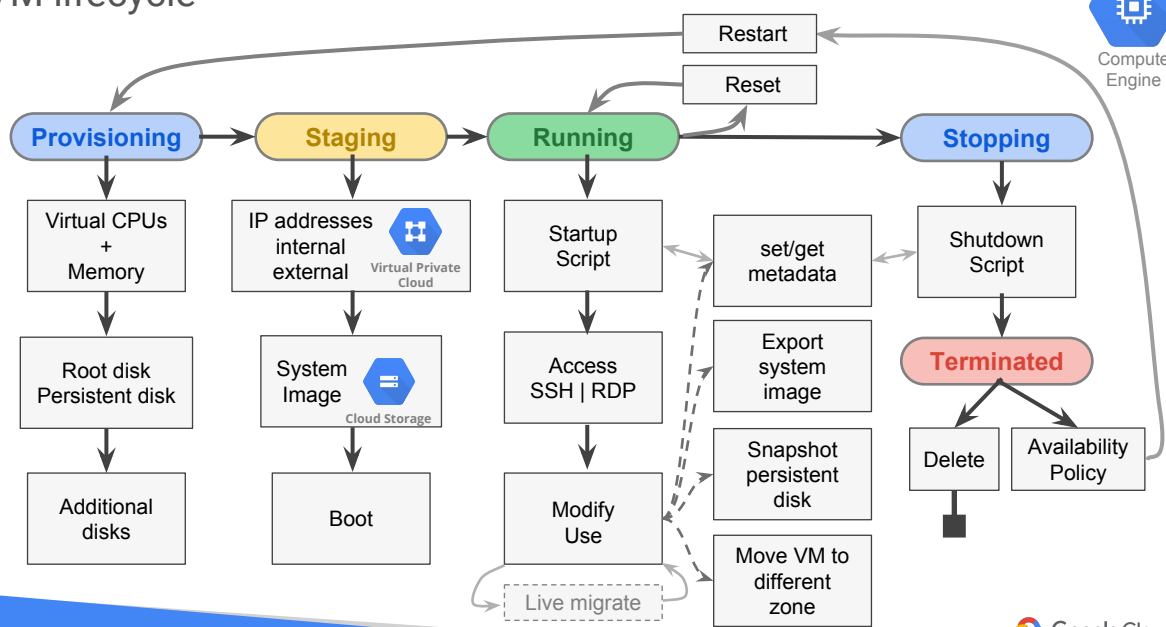 VM lifecycle
Compute
Engine
Restart
Reset
Provisioning
Staging
Running
Stopping
Virtual CPUs
+
Memory
Root disk
Persistent disk
Additional
disks
IP addresses
internal
external
Virtual Private
Cloud
System
Image
Cloud Storage
Boot
Startup
Script
Access
SSH | RDP
Modify
Use
Live migrate
set/get
metadata
Export
system
image
Snapshot
persistent
disk
Move VM to
different
zone
Shutdown
Script
Terminated
Delete
Availability
Policy